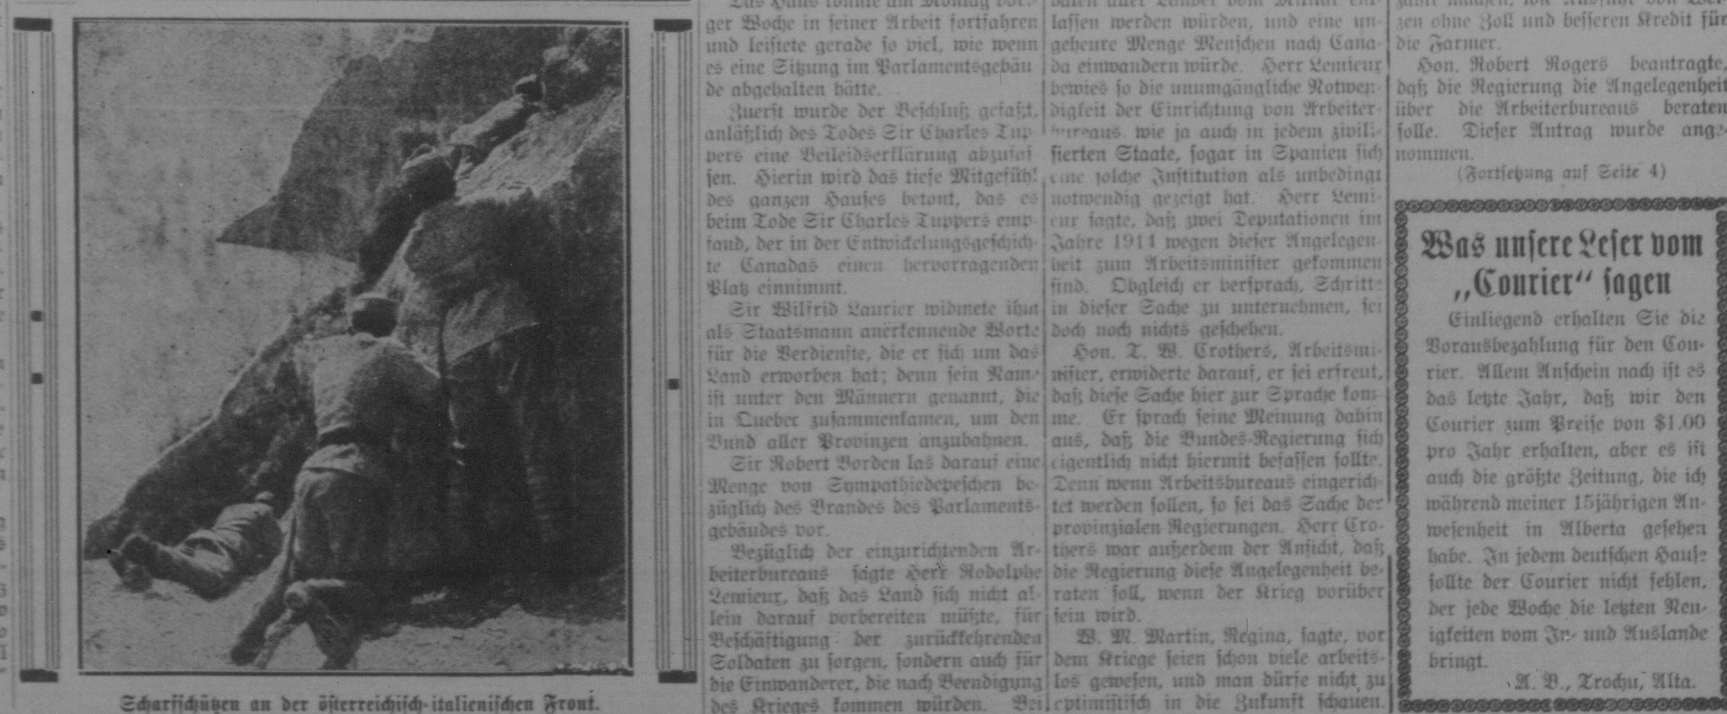 Scharfschützen an der österreichisch-italienischen Front.
ger Woche in seiner Arbeit fortfahren
und leistete gerade so viel, wie wenn
es eine Sitzung im Parlamentsgebäu
de abgehalten hätte.
Zuerst wurde der Beschluß gefaßt,
anläßlich des Todes Sir Charles Tup
pers eine Beileidserklärung abzufas
sen. Hierin wird das tiefe Mitgefühl
des ganzen Hauses betont, das es
beim Tode Sir Charles Tuppers emp
fand, der in der Entwickelungsgeschich-
te Canadas einen hervorragenden
Platz einnimmt.
Sir Wilfrid Laurier widmete ihm
als Staatsmann anerkennende Worte
für die Verdienste, die er sich um das
Land erworben hat; denn sein Name
ist unter den Männern genannt, die
in Quebec zusammenkamen, um den
Bund aller Provinzen anzubahnen.
Sir Robert Borden las darauf eine
Menge von Sympathiedepeschen be-
züglich des Brandes des Parlaments-
gebäudes vor.
Bezüglich der einzurichtenden Ar-
beiterbureaus sagte Herr Rodolphe
Lemieux, daß das Land sich nicht al-
lein darauf vorbereiten müßte, für
Beschäftigung der zurückkehrenden
Soldaten zu sorgen, sondern auch für
die Einwanderer, die nach Beendigung
des Krieges kommen würden. Bei
lassen werden würden, und eine un-
geheure Menge Menschen nach Cana-
da einwandern würde. Herr Lemieux
bewies so die unumgängliche Notwen-
digkeit der Einrichtung von Arbeiter-
bureaus, wie ja auch in jedem zivili-
sierten Staate, sogar in Spanien sich
eine solche Institution als unbedingt
notwendig gezeigt hat. Herr Lemi-
eux sagte, daß zwei Deputationen im
Jahre 1911 wegen dieser Angelegen-
heit zum Arbeitsminister gekommen
sind. Obgleich er versprach, Schritte
in dieser Sache zu unternehmen, sei
doch noch nichts geschehen.
Hon. T. W. Crothers, Arbeitsmi-
nister, erwiderte darauf, er sei erfreut,
daß diese Sache hier zur Sprache kom-
me. Er sprach seine Meinung dahin
aus, daß die Bundes-Regierung sich
eigentlich nicht hiermit befassen sollte.
Denn wenn Arbeitsbureaus eingerich-
tet werden sollen, so sei das Sache der
provinzialen Regierungen. Herr Cro-
thers war außerdem der Ansicht, daß
die Regierung diese Angelegenheit be-
raten soll, wenn der Krieg vorüber
sein wird.
W. M. Martin, Regina, sagte, vor
dem Kriege seien schon viele arbeits-
los gewesen, und man dürfe nicht zu
optimistisch in die Zukunft schauen.
zen ohne Zoll und besseren Kredit für
die Farmer.
Hon. Robert Rogers beantragte,
daß die Regierung die Angelegenheit
über die Arbeiterbureaus beraten
solle. Dieser Antrag wurde ange-
nommen.
(Fortsetzung auf Seite 4)
Was unsere Leser vom
„Courier“ sagen
Einliegend erhalten Sie die
Vorausbezahlung für den Cou-
rier. Allem Anschein nach ist es
das letzte Jahr, daß wir den
Courier zum Preise von $1.00
pro Jahr erhalten, aber es ist
auch die größte Zeitung, die ich
während meiner 15jährigen An-
wesenheit in Alberta gesehen
habe. In jedem deutschen Hause
sollte der Courier nicht fehlen,
der jede Woche die letzten Neu-
igkeiten vom In- und Auslande
bringt.
A. B., Trochu, Alta.